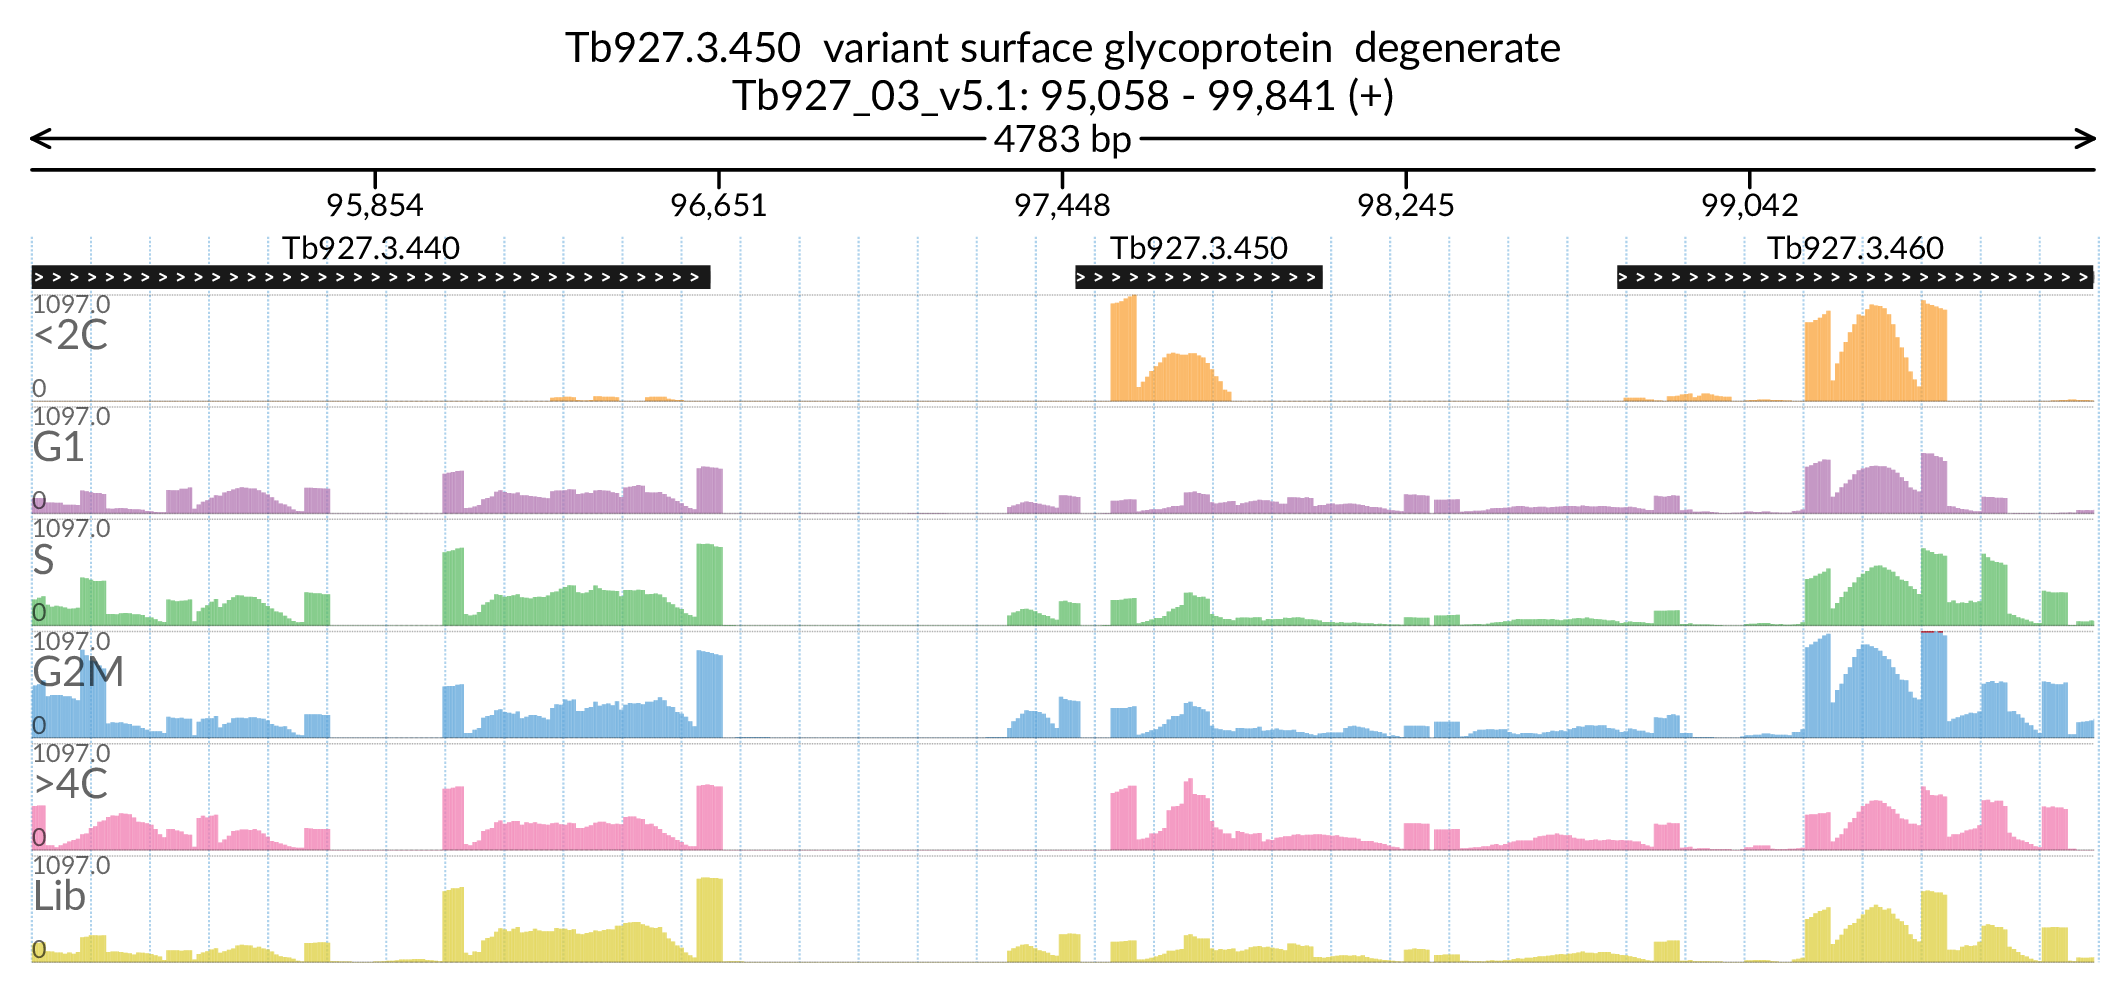 Tb927.3.450  variant surface glycoprotein  degenerate
Tb927_03_v5.1: 95,058 - 99,841 (+)
4783 bp
95,854 96,651 97,448 98,245 99,042
Tb927.3.440 Tb927.3.450 Tb927.3.460
1097.0
<2C
0
1097.0
G1
0
1097.0
S
0
1097.0
G2M
0
1097.0
>4C
0
1097.0
Lib
0